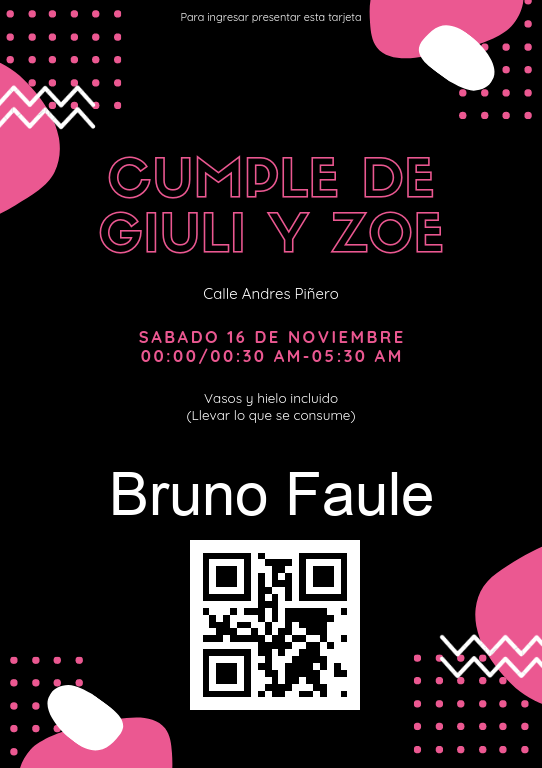 Para ingresar presentar esta tarjeta
CUMPLE DE
GIULI Y ZOE
Calle Andres Piñero
SABADO 16 DE NOVIEMBRE
00:00/00:30 AM-05:30 AM
Vasos y hielo incluido
(Llevar lo que se consume)
Bruno Faule